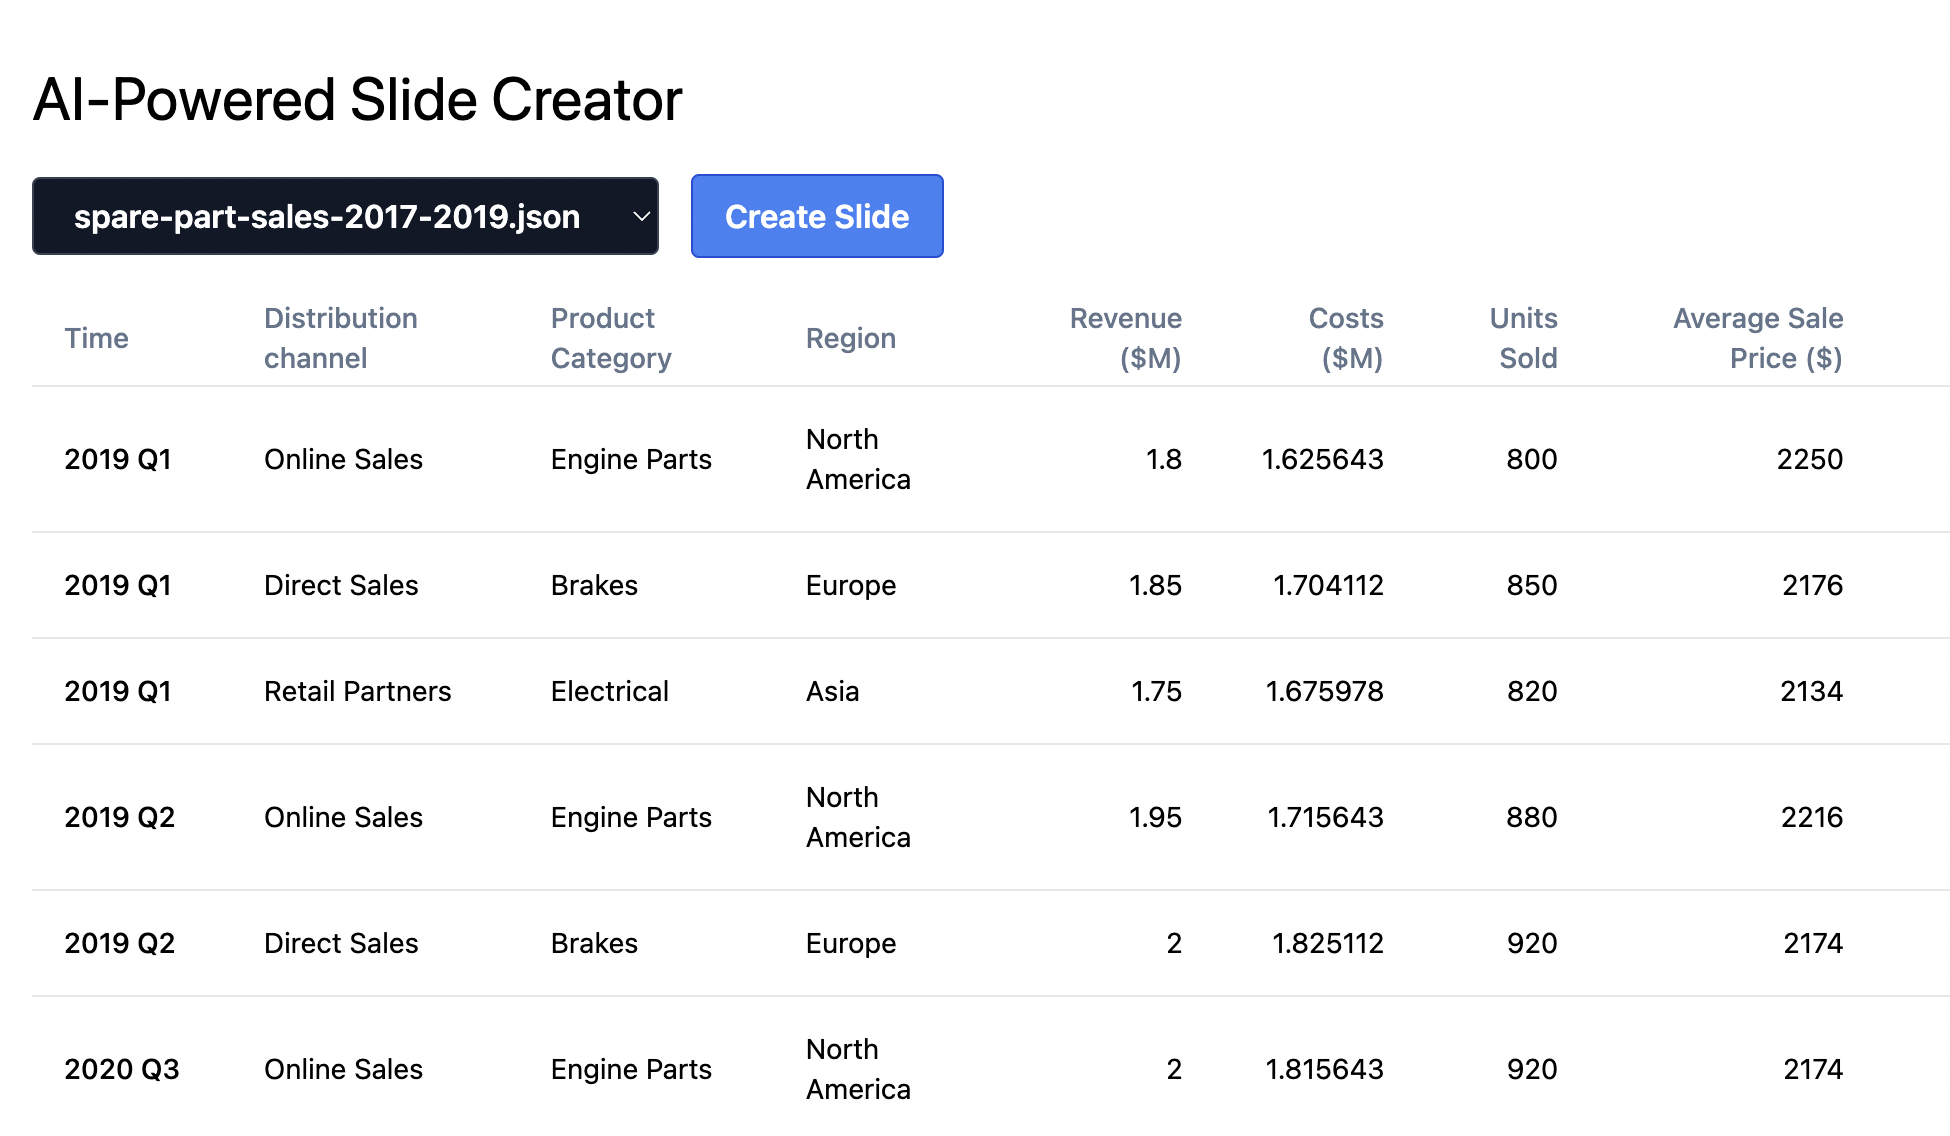 AI-Powered Slide Creator
spare-part-sales-2017-2019.json
Create Slide
Time
Distribution
channel
Product
Category
Region
Revenue
($M)
Costs
($M)
Units
Sold
Average Sale
Price ($)
2019 Q1 Online Sales Engine Parts North America 1.8 1.625643 800 2250
2019 Q1 Direct Sales Brakes Europe 1.85 1.704112 850 2176
2019 Q1 Retail Partners Electrical Asia 1.75 1.675978 820 2134
2019 Q2 Online Sales Engine Parts North America 1.95 1.715643 880 2216
2019 Q2 Direct Sales Brakes Europe 2 1.825112 920 2174
2020 Q3 Online Sales Engine Parts North America 2 1.815643 920 2174